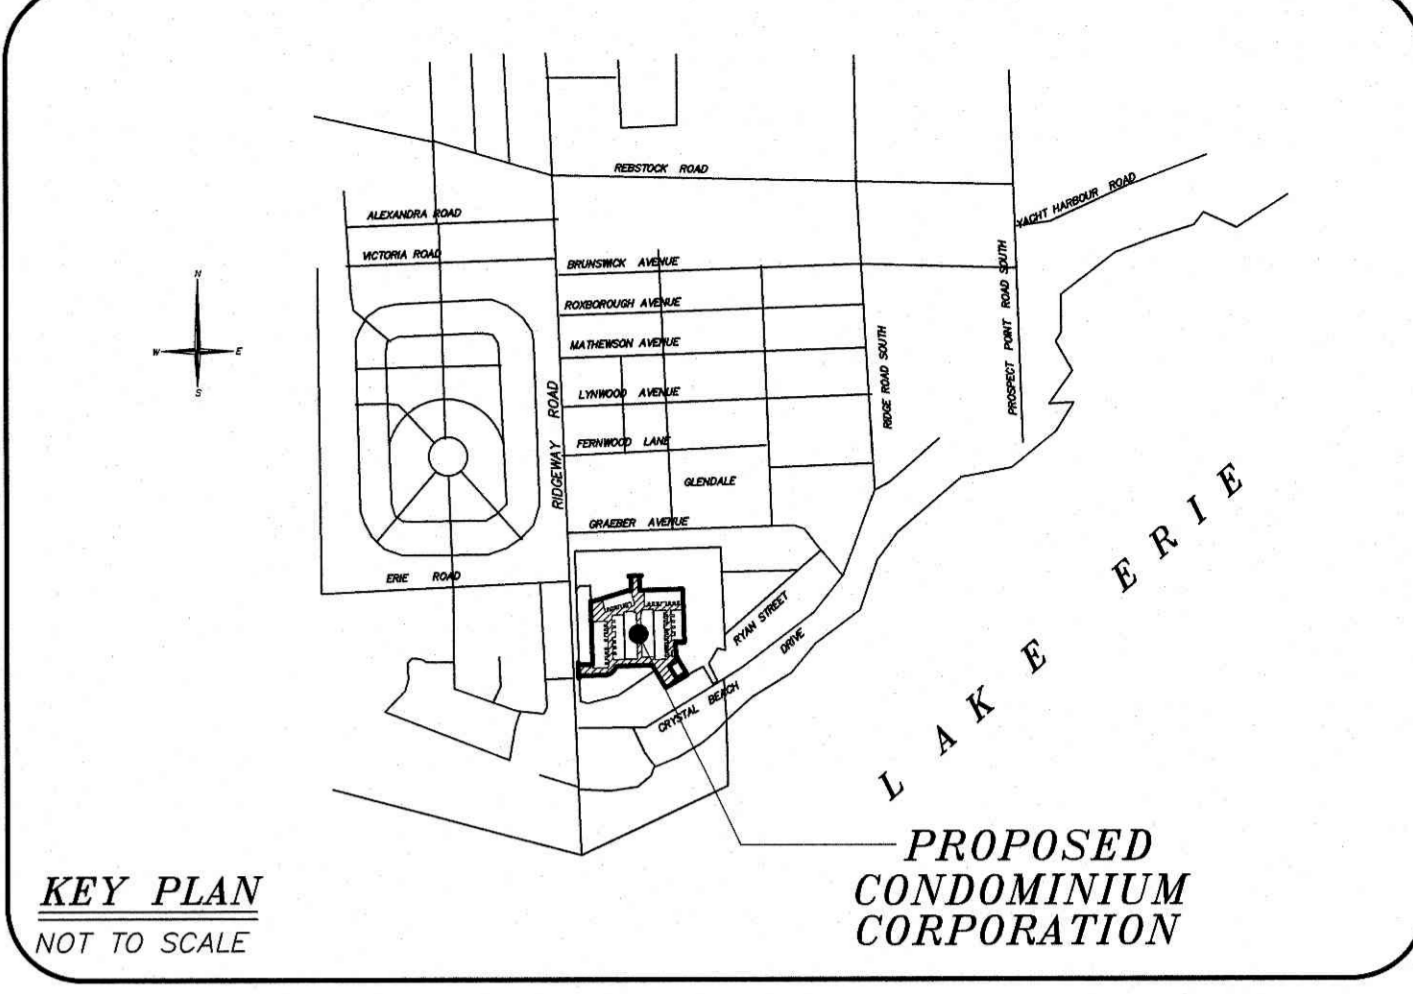 REBSTOCK ROAD
YACHT HARBOUR ROAD
ALEXANDRA ROAD
VICTORIA ROAD
BRUNSWICK AVENUE
ROXBOROUGH AVENUE
MATHEWSON AVENUE
LYNWOOD AVENUE
FERNWOOD LANE
GLENDALE
GRAEBER AVENUE
RIDGEWAY ROAD
RIDGE ROAD SOUTH
PROSPECT POINT ROAD SOUTH
N
W E
S
ERIE ROAD
RYAN STREET
CRYSTAL BEACH DRIVE
LAKE ERIE
PROPOSED
CONDOMINIUM
CORPORATION
KEY PLAN
NOT TO SCALE